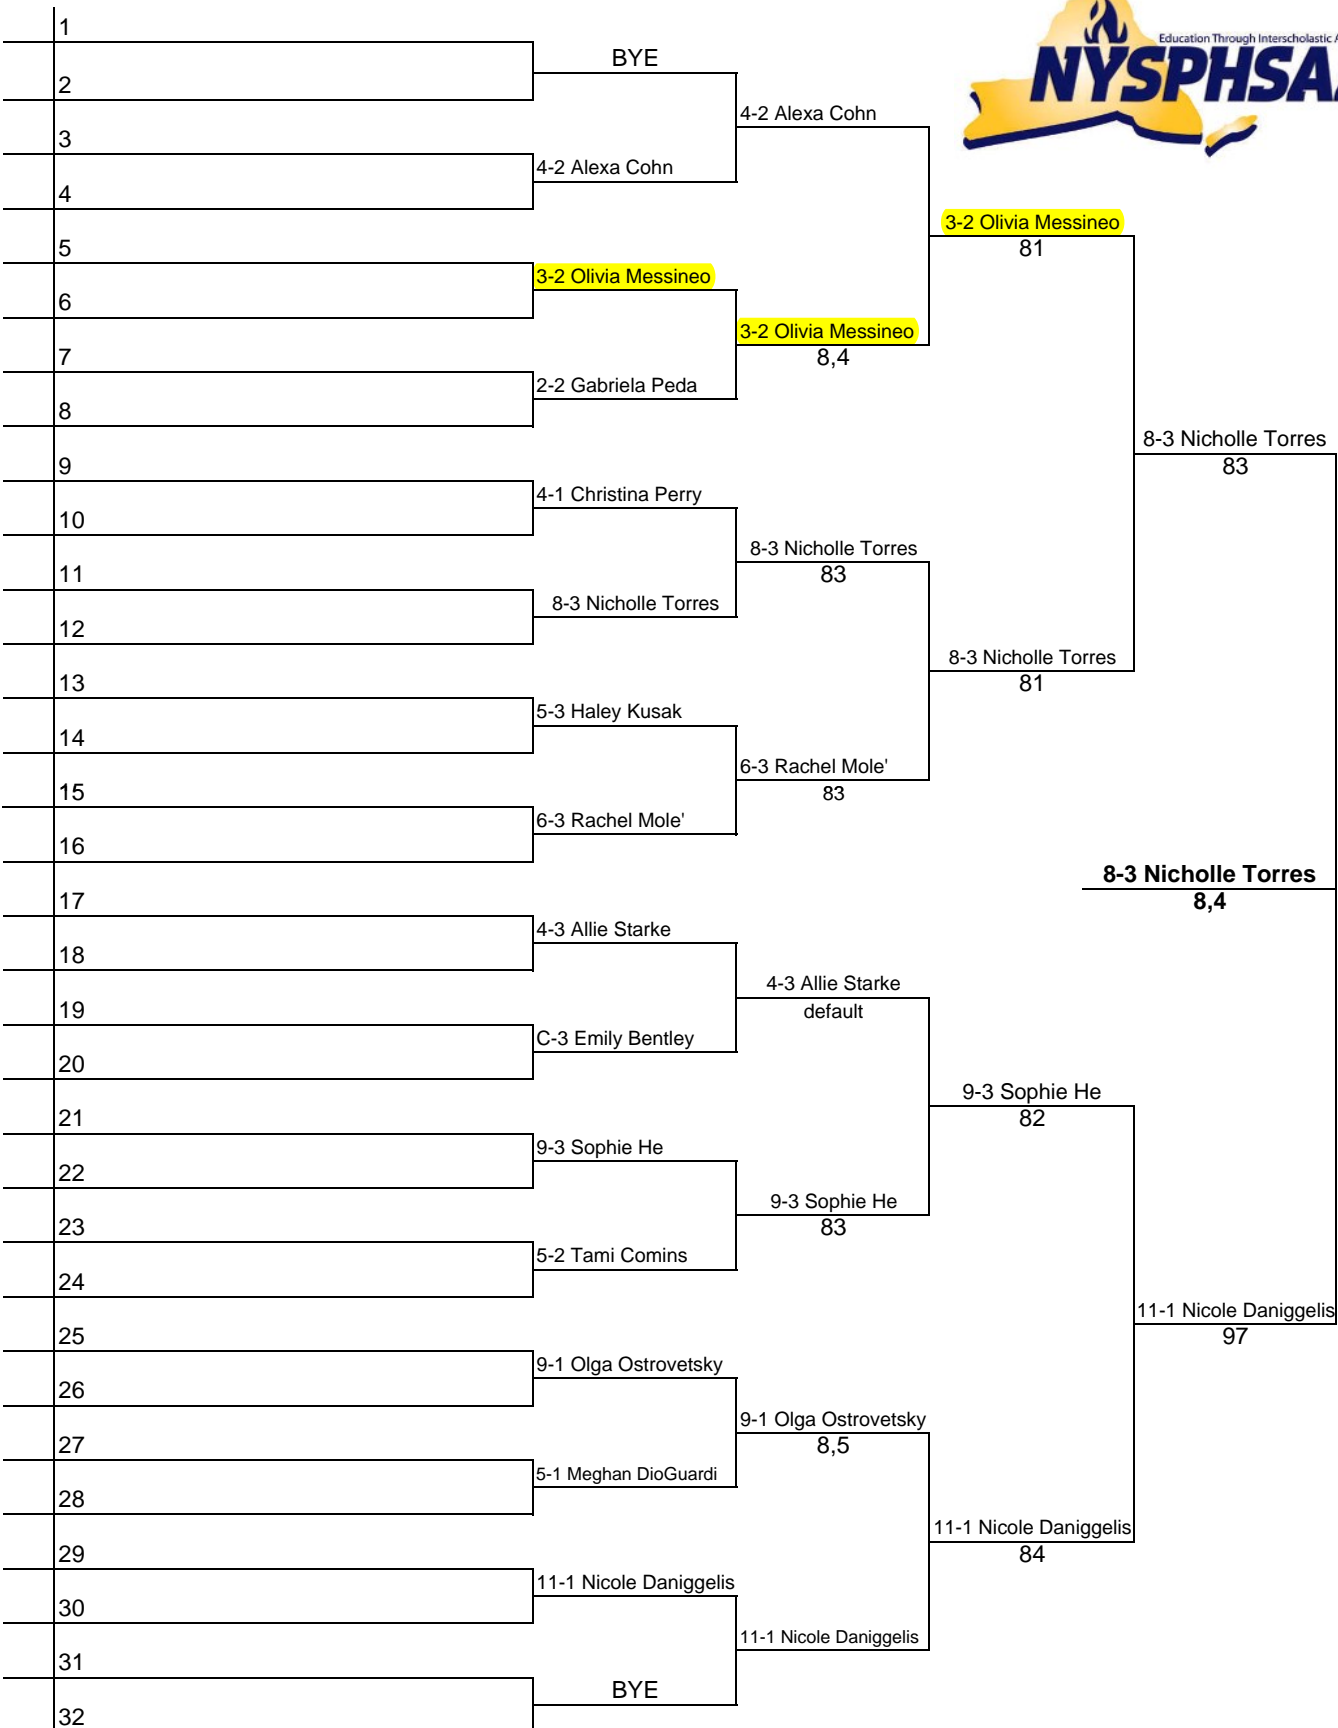 1
Education Through Interscholastic
NYSPHSAA
BYE
2
4-2 Alexa Cohn
3
4-2 Alexa Cohn
4
3-2 Olivia Messineo
81
5
3-2 Olivia Messineo
6
3-2 Olivia Messineo
8,4
7
2-2 Gabriela Peda
8
8-3 Nicholle Torres
83
9
4-1 Christina Perry
10
8-3 Nicholle Torres
83
11
8-3 Nicholle Torres
12
8-3 Nicholle Torres
81
13
5-3 Haley Kusak
14
6-3 Rachel Mole'
83
15
6-3 Rachel Mole'
16
8-3 Nicholle Torres
8,4
17
4-3 Allie Starke
18
4-3 Allie Starke
default
19
C-3 Emily Bentley
20
9-3 Sophie He
82
21
9-3 Sophie He
22
9-3 Sophie He
83
23
5-2 Tami Comins
24
11-1 Nicole Daniggelis
97
25
9-1 Olga Ostrovetsky
26
9-1 Olga Ostrovetsky
8,5
27
5-1 Meghan DioGuardi
28
11-1 Nicole Daniggelis
84
29
11-1 Nicole Daniggelis
30
11-1 Nicole Daniggelis
31
BYE
32